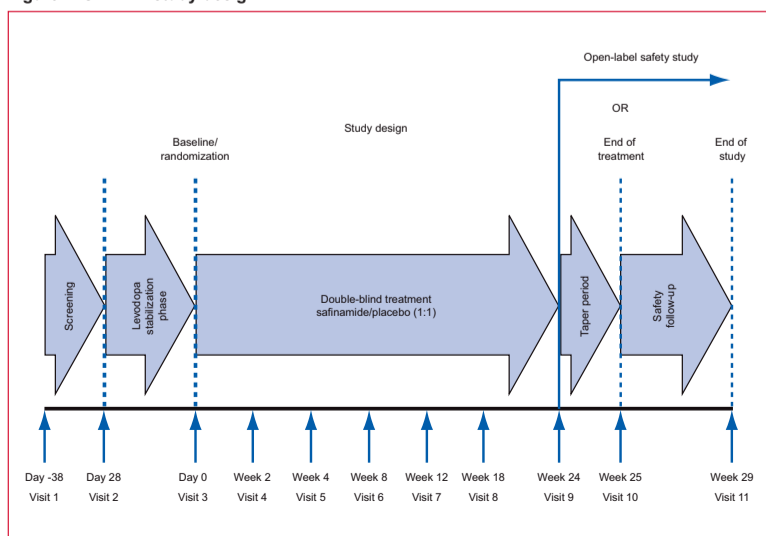 Open-label safety study
OR
Study design
Baseline/
randomization
End of
treatment
End of
study
Screening
Levodopa
stabilization
phase
Double-blind treatment
safinamide/placebo (1:1)
Taper period
Safety
follow-up
Day -38
Visit 1
Day 28
Visit 2
Day 0
Visit 3
Week 2
Visit 4
Week 4
Visit 5
Week 8
Visit 6
Week 12
Visit 7
Week 18
Visit 8
Week 24
Visit 9
Week 25
Visit 10
Week 29
Visit 11